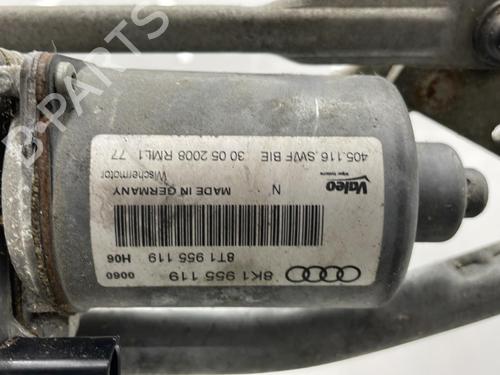 8K1 955 119 0060
8T1 955 119 H06
Valeo
N MADE IN GERMANY
Wischermotor
405.116 SWF BIE 30 05 2008 RML1 77
B-PARTS